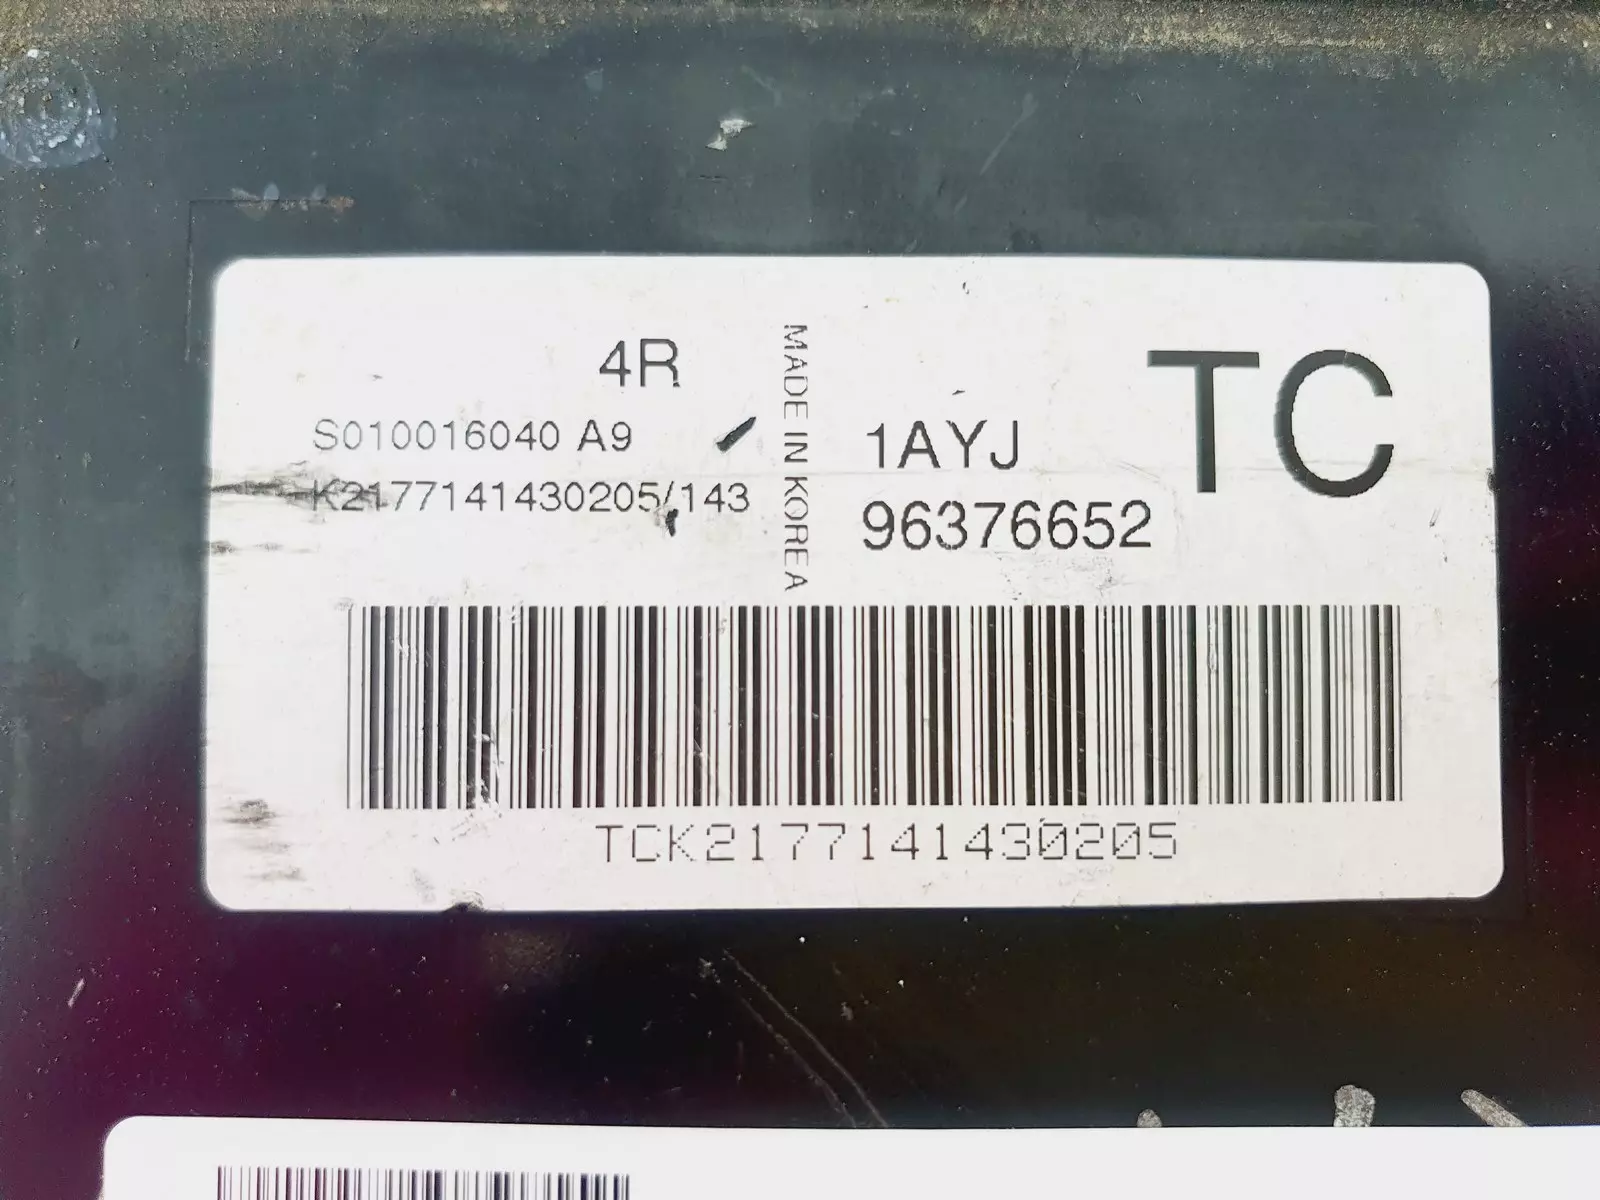 4R
S010016040 A9
K2177141430205/143
MADE IN KOREA
TC
1AYJ
96376652
TCK2177141430205